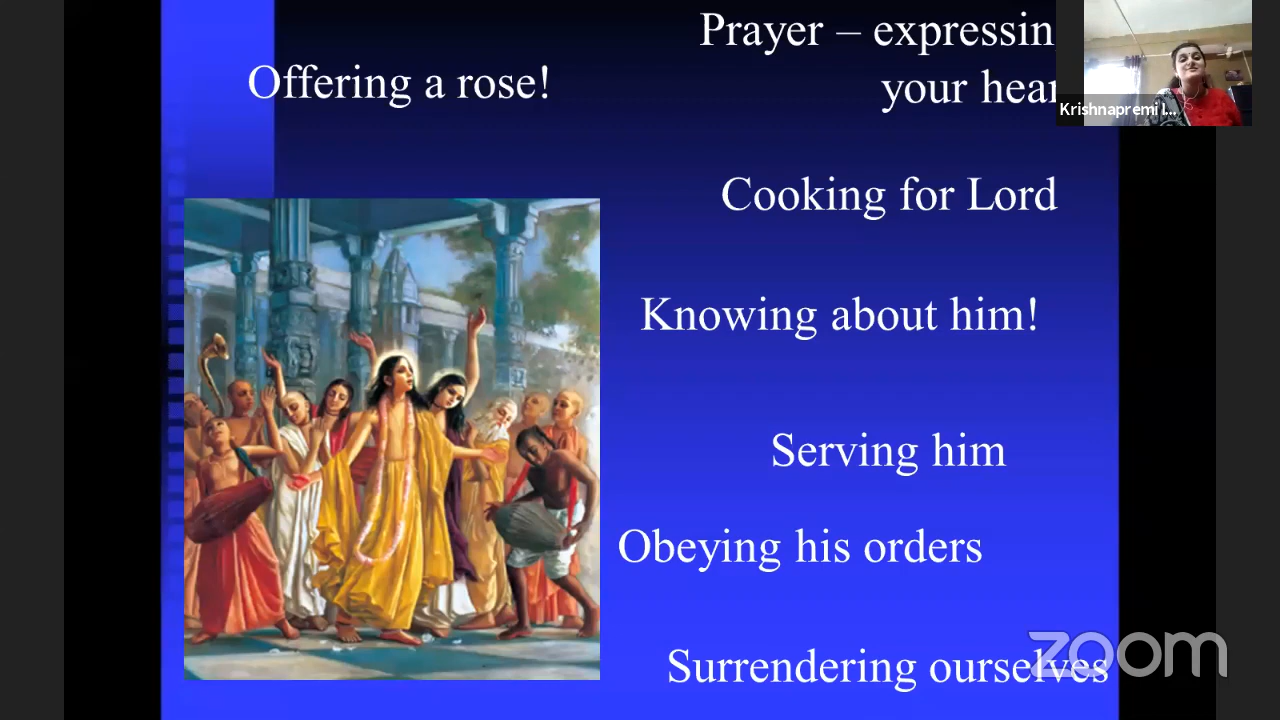 Offering a rose!
Prayer – expressin
your hear
Krishnapremi I...
Cooking for Lord
Knowing about him!
Serving him
Obeying his orders
Surrendering ourselves
zoom